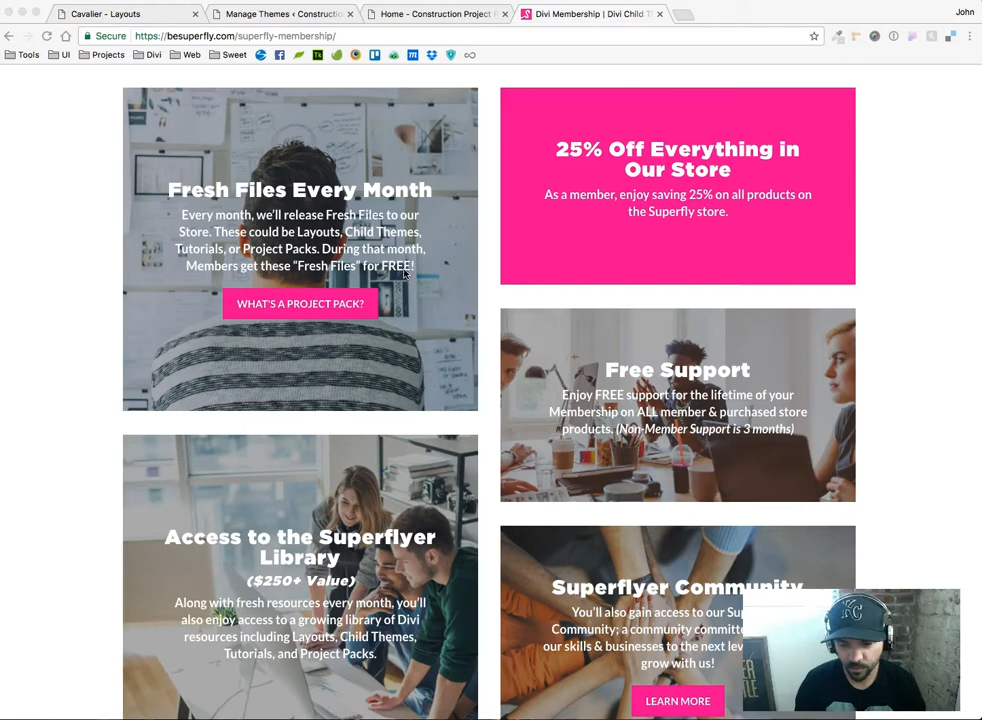 Cavalier - Layouts
Manage Themes ‹ Constructio
Home - Construction Project
Divi Membership | Divi Child T
John
Secure
https://besuperfly.com/superfly-membership/
Tools
UI
Projects
Divi
Web
Sweet
Fresh Files Every Month
Every month, we'll release Fresh Files to our
Store. These could be Layouts, Child Themes,
Tutorials, or Project Packs. During that month,
Members get these "Fresh Files" for FREE!
WHAT'S A PROJECT PACK?
25% Off Everything in
Our Store
As a member, enjoy saving 25% on all products on
the Superfly store.
Free Support
Enjoy FREE support for the lifetime of your
Membership on ALL member & purchased store
products. (Non-Member Support is 3 months)
Access to the Superflyer
Library
($250+ Value)
Along with fresh resources every month, you'll
also enjoy access to a growing library of Divi
resources including Layouts, Child Themes,
Tutorials, and Project Packs.
Superflyer Community
You'll also gain access to our Sup
Community; a community committe
our skills & businesses to the next lev
grow with us!
LEARN MORE
KC